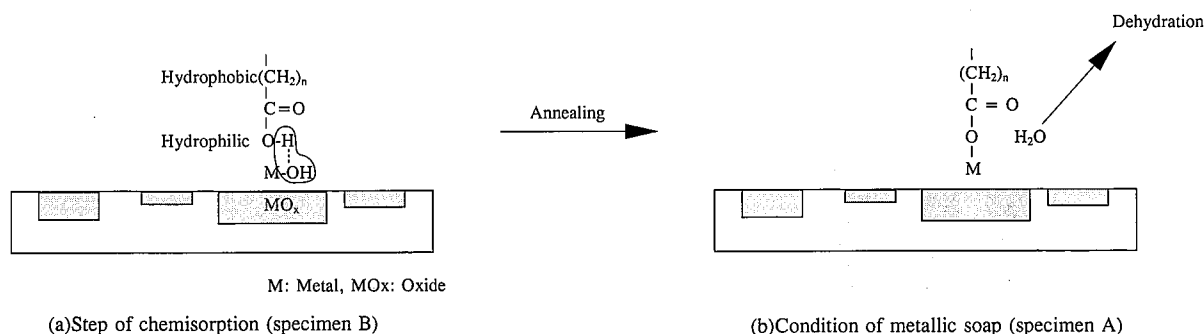 Hydrophobic(CH₂)ₙ
C=O
Hydrophilic O-H
M-OH
MOₓ
M: Metal, MOx: Oxide
(a)Step of chemisorption (specimen B)
Annealing
Dehydration
(CH₂)ₙ
C = O
O H₂O
M
(b)Condition of metallic soap (specimen A)